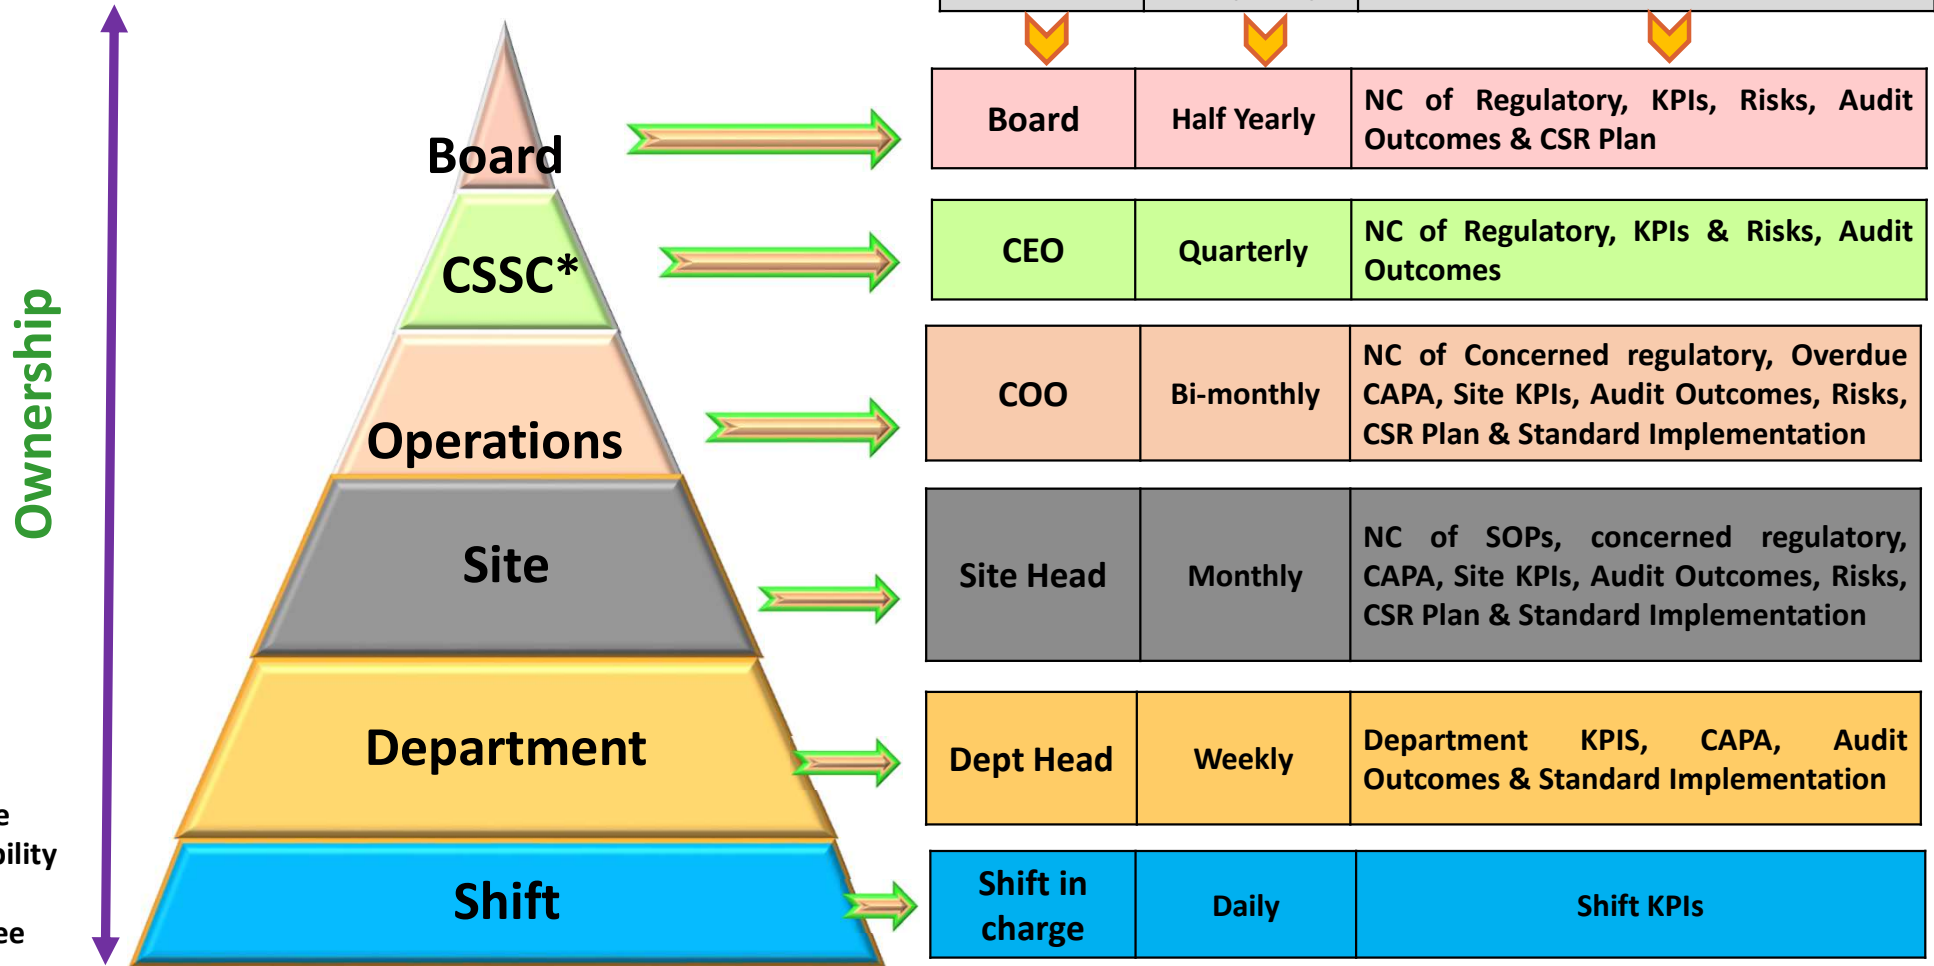 Ownership
Board
CSSC*
Operations
Site
Department
Shift
Board
Half Yearly
NC of Regulatory, KPIs, Risks, Audit
Outcomes & CSR Plan
CEO
Quarterly
NC of Regulatory, KPIs & Risks, Audit
Outcomes
COO
Bi-monthly
NC of Concerned regulatory, Overdue
CAPA, Site KPIs, Audit Outcomes, Risks,
CSR Plan & Standard Implementation
Site Head
Monthly
NC of SOPs, concerned regulatory,
CAPA, Site KPIs, Audit Outcomes, Risks,
CSR Plan & Standard Implementation
Dept Head
Weekly
Department KPIS, CAPA, Audit
Outcomes & Standard Implementation
Shift in
charge
Daily
Shift KPIs